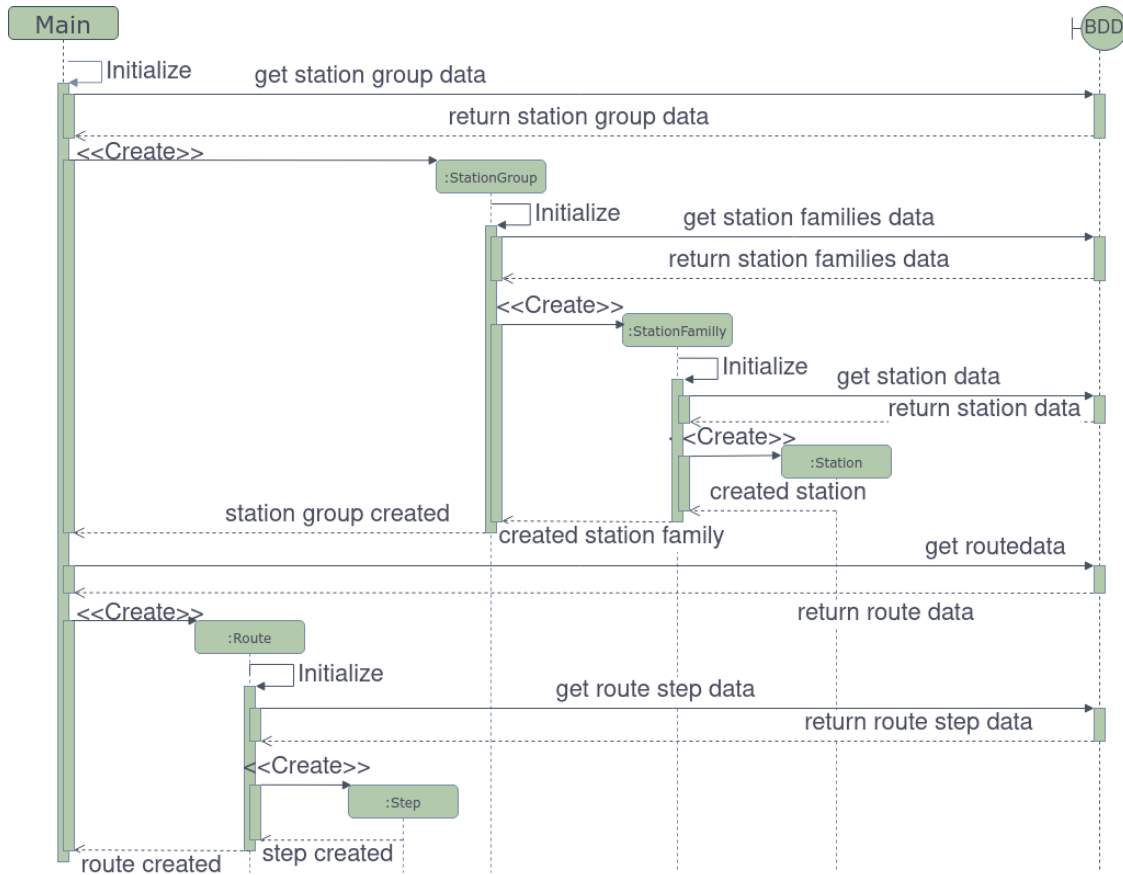 Main
BDD
Initialize
get station group data
return station group data
<<Create>>
:StationGroup
Initialize
get station families data
return station families data
<<Create>>
:StationFamilly
Initialize
get station data
return station data
<<Create>>
:Station
created station
station group created
created station family
get routedata
return route data
<<Create>>
:Route
Initialize
get route step data
return route step data
<<Create>>
:Step
step created
route created